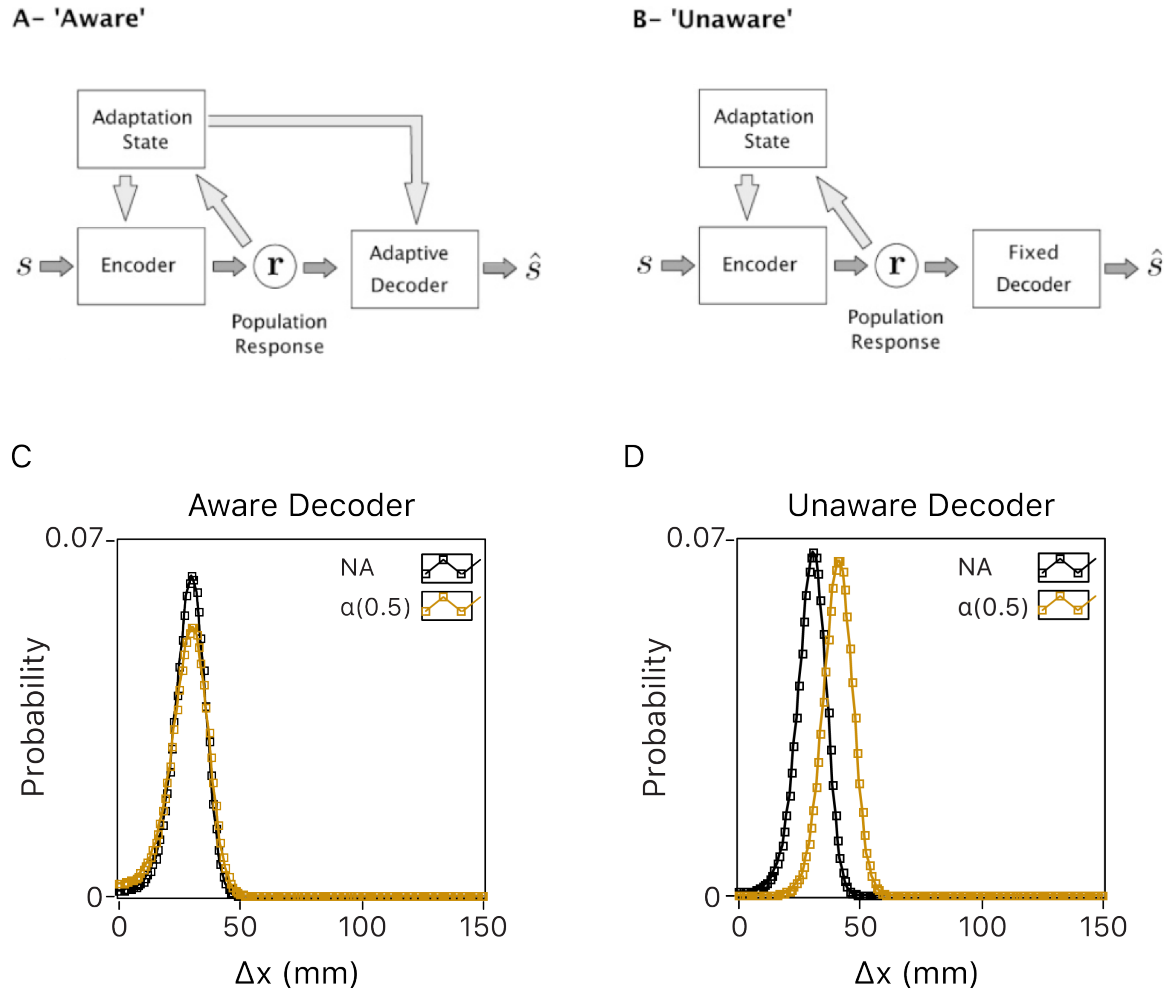 A- 'Aware'
Adaptation
State
s
Encoder
r
Adaptive
Decoder
ŝ
Population
Response
B- 'Unaware'
Adaptation
State
s
Encoder
r
Fixed
Decoder
ŝ
Population
Response
C
Aware Decoder
0.07
NA
α(0.5)
Probability
0
0
50
100
150
Δx (mm)
D
Unaware Decoder
0.07
NA
α(0.5)
Probability
0
0
50
100
150
Δx (mm)